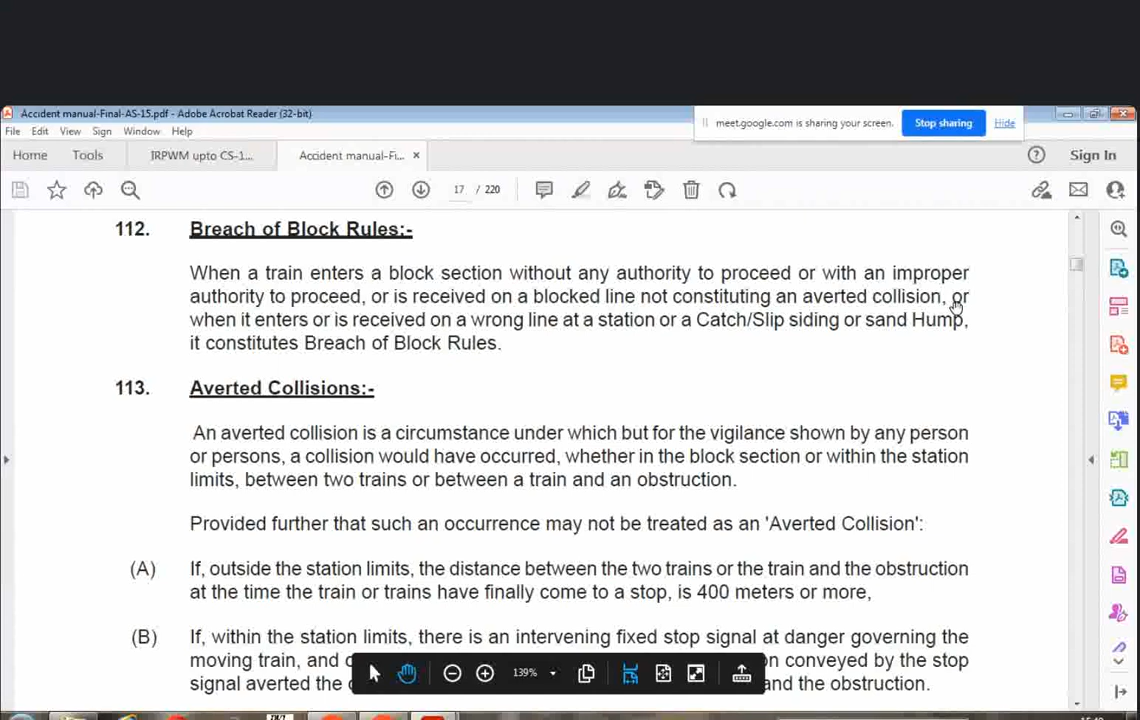 Accident manual-Final-AS-15.pdf - Adobe Acrobat Reader (32-bit)
meet.google.com is sharing your screen. Stop sharing Hide
File Edit View Sign Window Help
Home Tools IRPWM upto CS-1... Accident manual-Fi... × Sign In
17 / 220
112. Breach of Block Rules:-
When a train enters a block section without any authority to proceed or with an improper
authority to proceed, or is received on a blocked line not constituting an averted collision, or
when it enters or is received on a wrong line at a station or a Catch/Slip siding or sand Hump,
it constitutes Breach of Block Rules.
113. Averted Collisions:-
An averted collision is a circumstance under which but for the vigilance shown by any person
or persons, a collision would have occurred, whether in the block section or within the station
limits, between two trains or between a train and an obstruction.
Provided further that such an occurrence may not be treated as an 'Averted Collision':
(A) If, outside the station limits, the distance between the two trains or the train and the obstruction
at the time the train or trains have finally come to a stop, is 400 meters or more,
(B) If, within the station limits, there is an intervening fixed stop signal at danger governing the
moving train, and conveyed by the stop
signal averted the and the obstruction.
139%